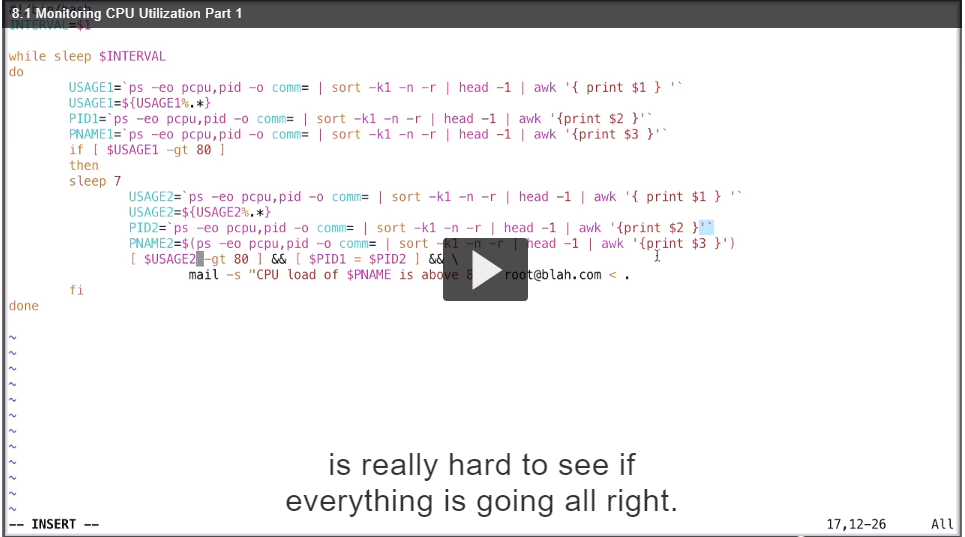 8.1 Monitoring CPU Utilization Part 1
INTERVAL=$1
while sleep $INTERVAL
do
USAGE1=`ps -eo pcpu,pid -o comm= | sort -k1 -n -r | head -1 | awk '{ print $1 } '`
USAGE1=${USAGE1%.*}
PID1=`ps -eo pcpu,pid -o comm= | sort -k1 -n -r | head -1 | awk '{print $2 }'`
PNAME1=`ps -eo pcpu,pid -o comm= | sort -k1 -n -r | head -1 | awk '{print $3 }'`
if [ $USAGE1 -gt 80 ]
then
sleep 7
USAGE2=`ps -eo pcpu,pid -o comm= | sort -k1 -n -r | head -1 | awk '{ print $1 } '`
USAGE2=${USAGE2%.*}
PID2=`ps -eo pcpu,pid -o comm= | sort -k1 -n -r | head -1 | awk '{print $2 }'`
PNAME2=$(ps -eo pcpu,pid -o comm= | sort -k1 -n -r | head -1 | awk '{print $3 }')
[ $USAGE2 -gt 80 ] && [ $PID1 = $PID2 ] && \
mail -s "CPU load of $PNAME is above 8 root@blah.com < .
fi
done
~
~
~
~
~
~
~
~
~
~
~
~
is really hard to see if
everything is going all right.
-- INSERT -- 17,12-26 All